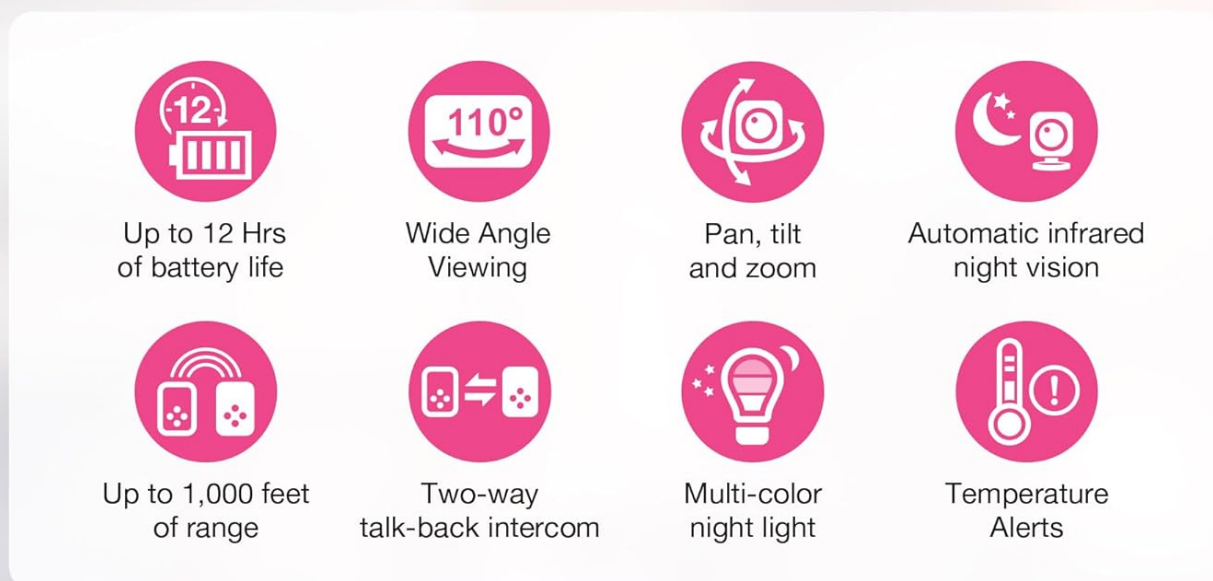 12
110°
Up to 12 Hrs
of battery life
Wide Angle
Viewing
Pan, tilt
and zoom
Automatic infrared
night vision
!
Up to 1,000 feet
of range
Two-way
talk-back intercom
Multi-color
night light
Temperature
Alerts